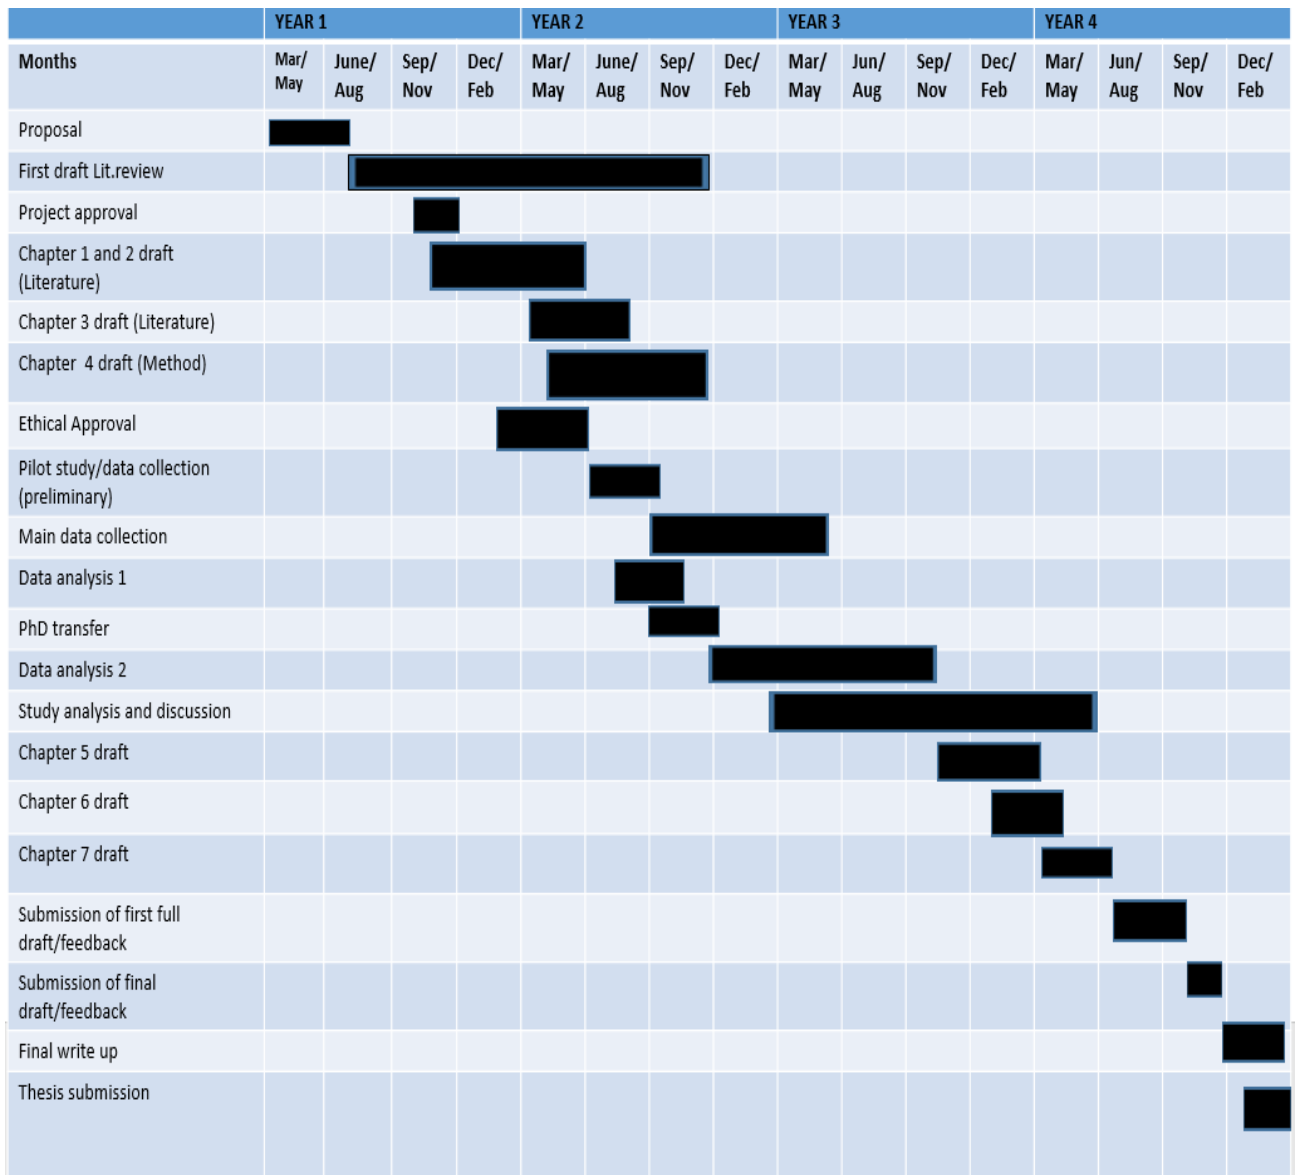 YEAR 1 YEAR 2 YEAR 3 YEAR 4
Months Mar/ June/ Sep/ Dec/ Mar/ June/ Sep/ Dec/ Mar/ Jun/ Sep/ Dec/ Mar/ Jun/ Sep/ Dec/
May Aug Nov Feb May Aug Nov Feb May Aug Nov Feb May Aug Nov Feb
Proposal
First draft Lit.review
Project approval
Chapter 1 and 2 draft
(Literature)
Chapter 3 draft (Literature)
Chapter 4 draft (Method)
Ethical Approval
Pilot study/data collection
(preliminary)
Main data collection
Data analysis 1
PhD transfer
Data analysis 2
Study analysis and discussion
Chapter 5 draft
Chapter 6 draft
Chapter 7 draft
Submission of first full
draft/feedback
Submission of final
draft/feedback
Final write up
Thesis submission